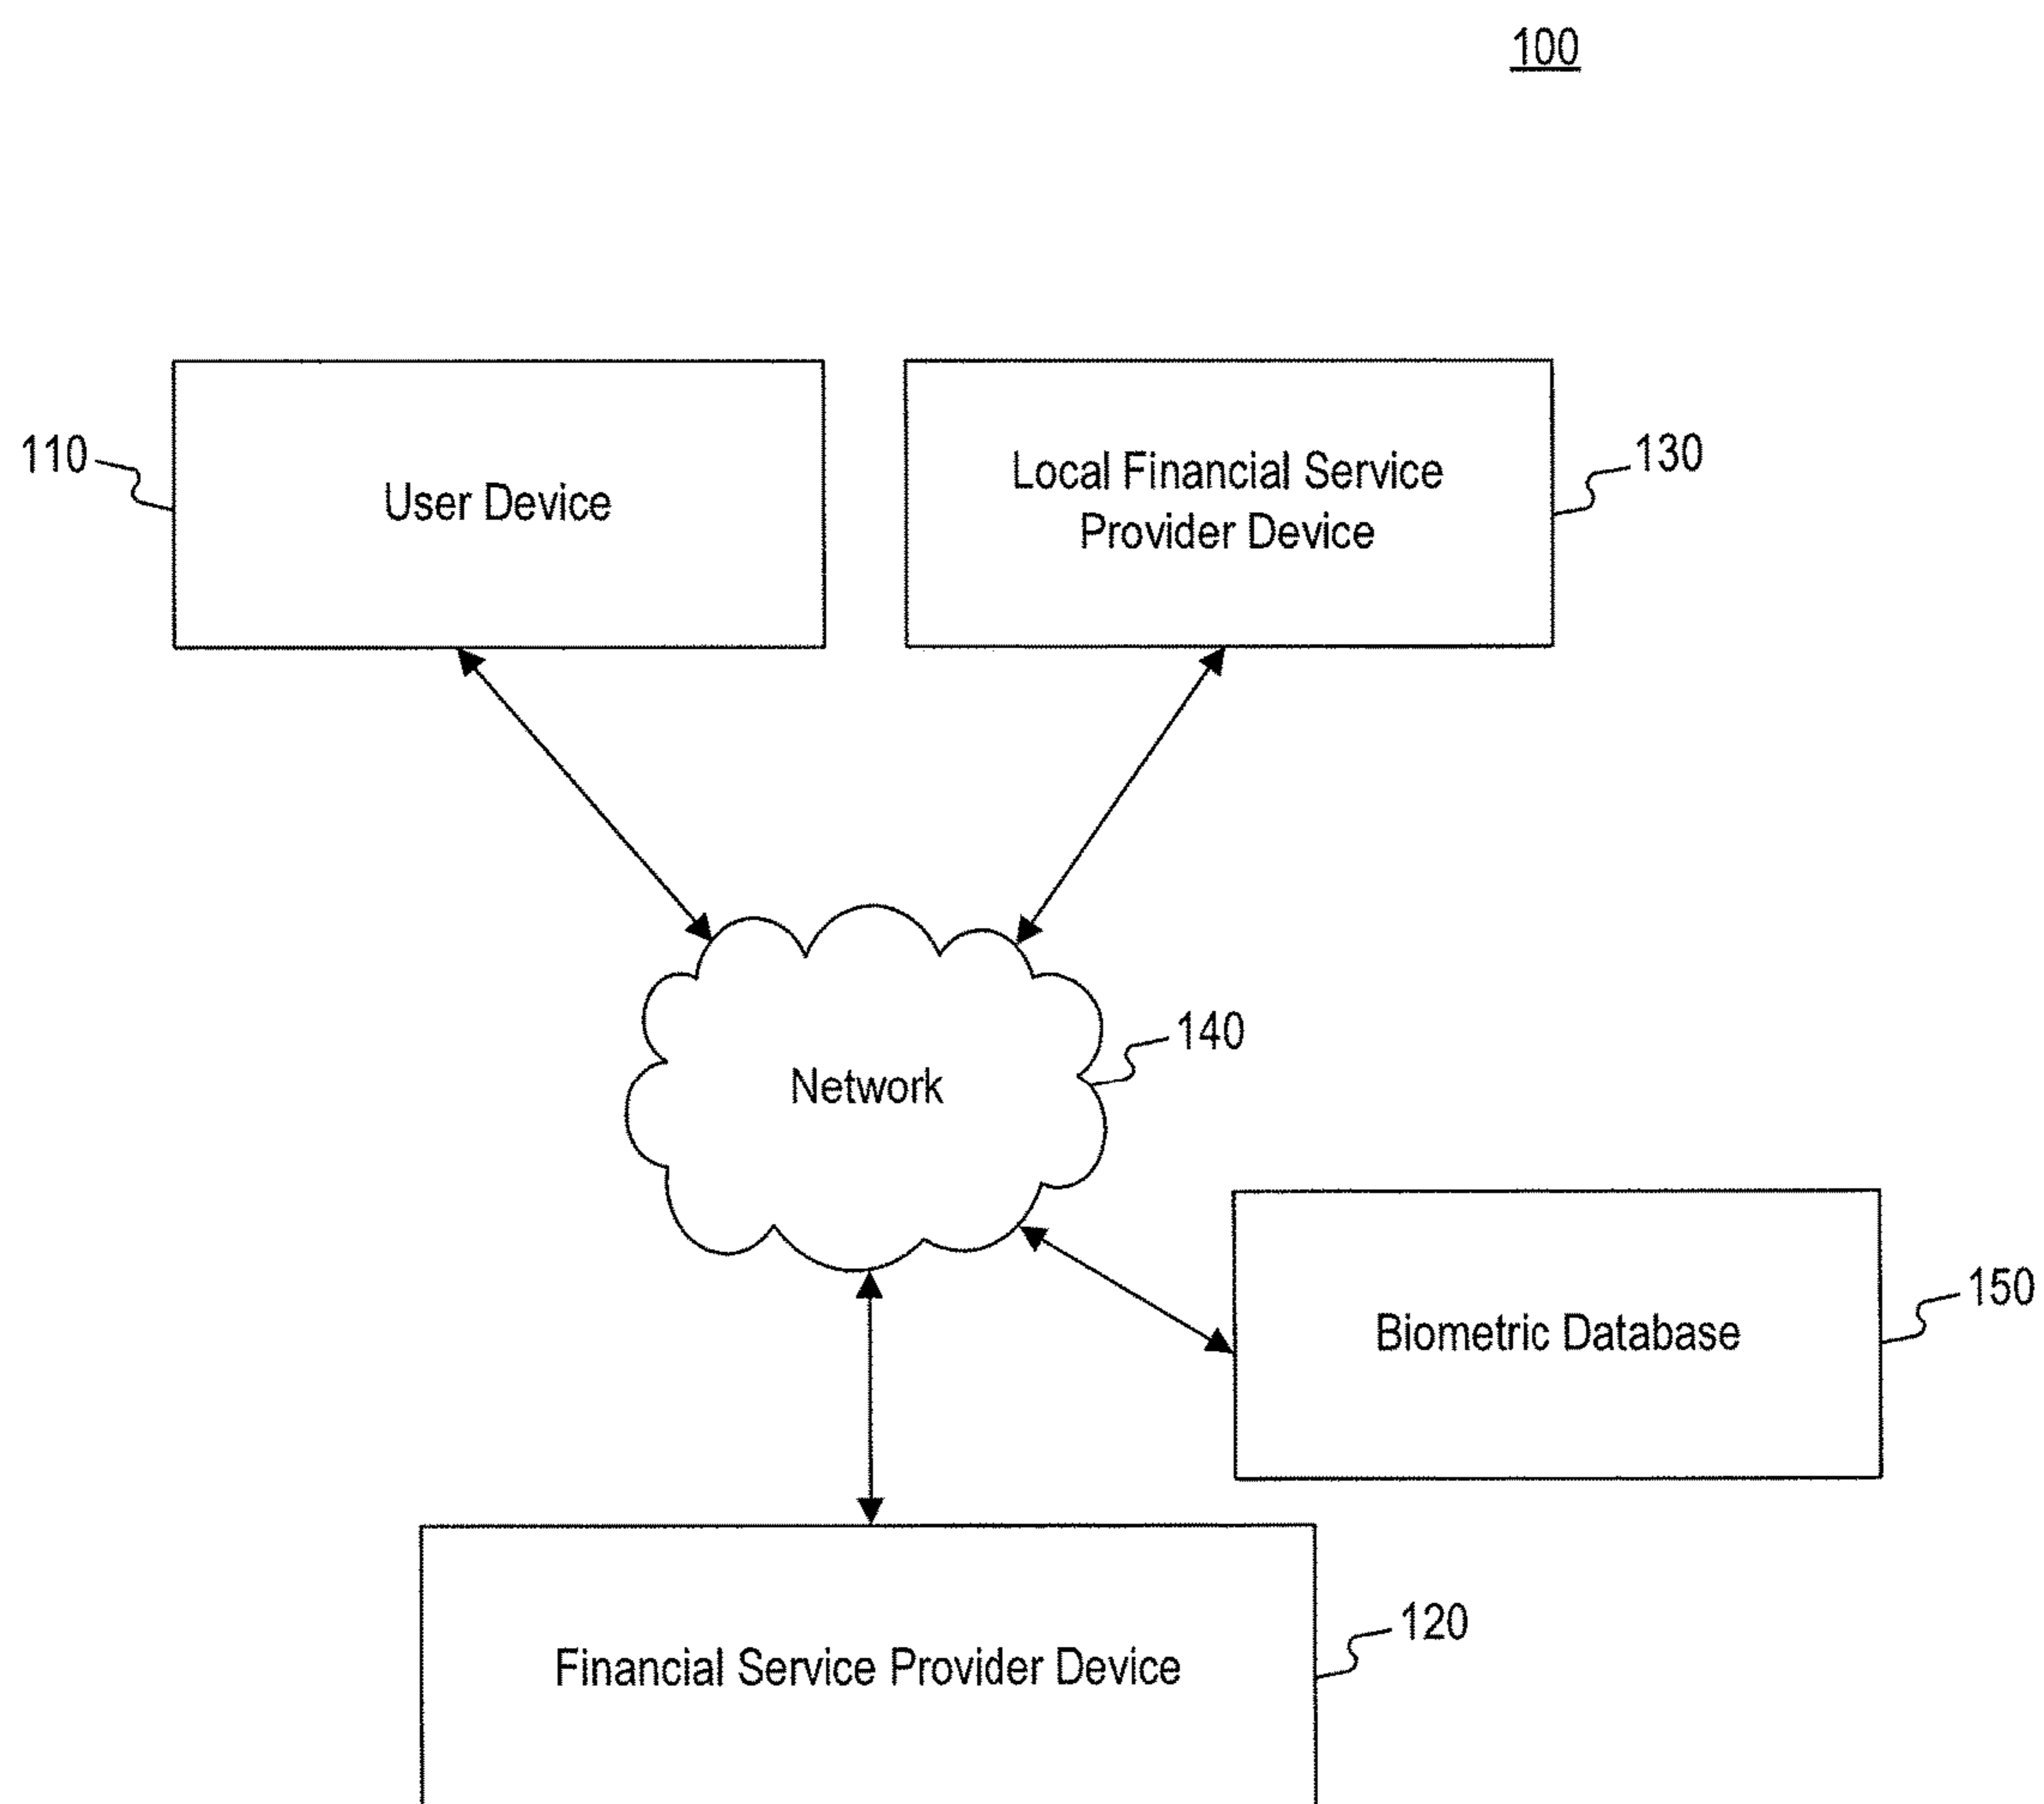 100
110
User Device
Local Financial Service
Provider Device
130
Network
140
Biometric Database
150
Financial Service Provider Device
120